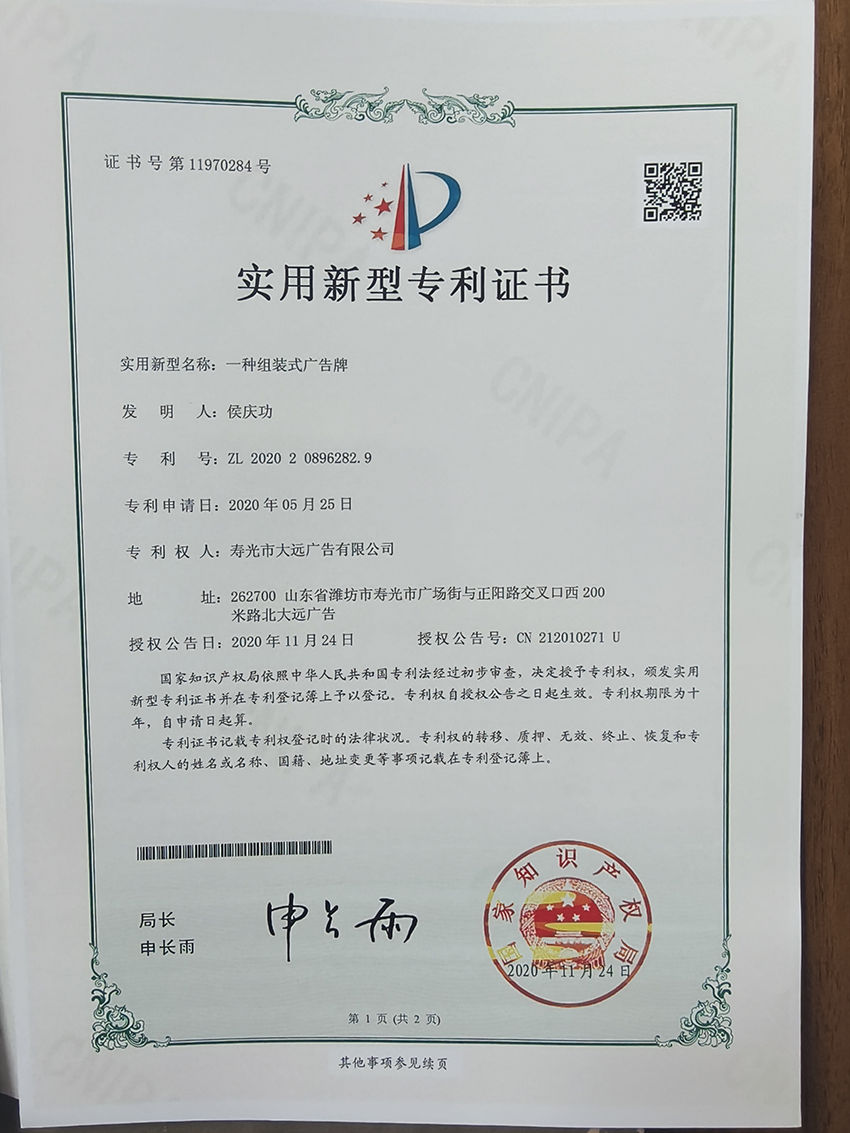 证书号第11970284号
实用新型专利证书
实用新型名称：一种组装式广告牌
发明人：侯庆功
专利号：ZL 2020 2 0896282.9
专利申请日：2020年05月25日
专利权人：寿光市大远广告有限公司
地址：262700 山东省潍坊市寿光市广场街与正阳路交叉口西200
米路北大远广告
授权公告日：2020年11月24日 授权公告号：CN 212010271 U
国家知识产权局依照中华人民共和国专利法经过初步审查，决定授予专利权，颁发实用
新型专利证书并在专利登记簿上予以登记。专利权自授权公告之日起生效。专利权期限为十
年，自申请日起算。
专利证书记载专利权登记时的法律状况。专利权的转移、质押、无效、终止、恢复和专
利权人的姓名或名称、国籍、地址变更等事项记载在专利登记簿上。
局长
申长雨
申长雨
国家知识产权局
2020年11月24日
第 1 页 (共 2 页)
其他事项参见续页
CNIPA
CNIPA
CNIPA